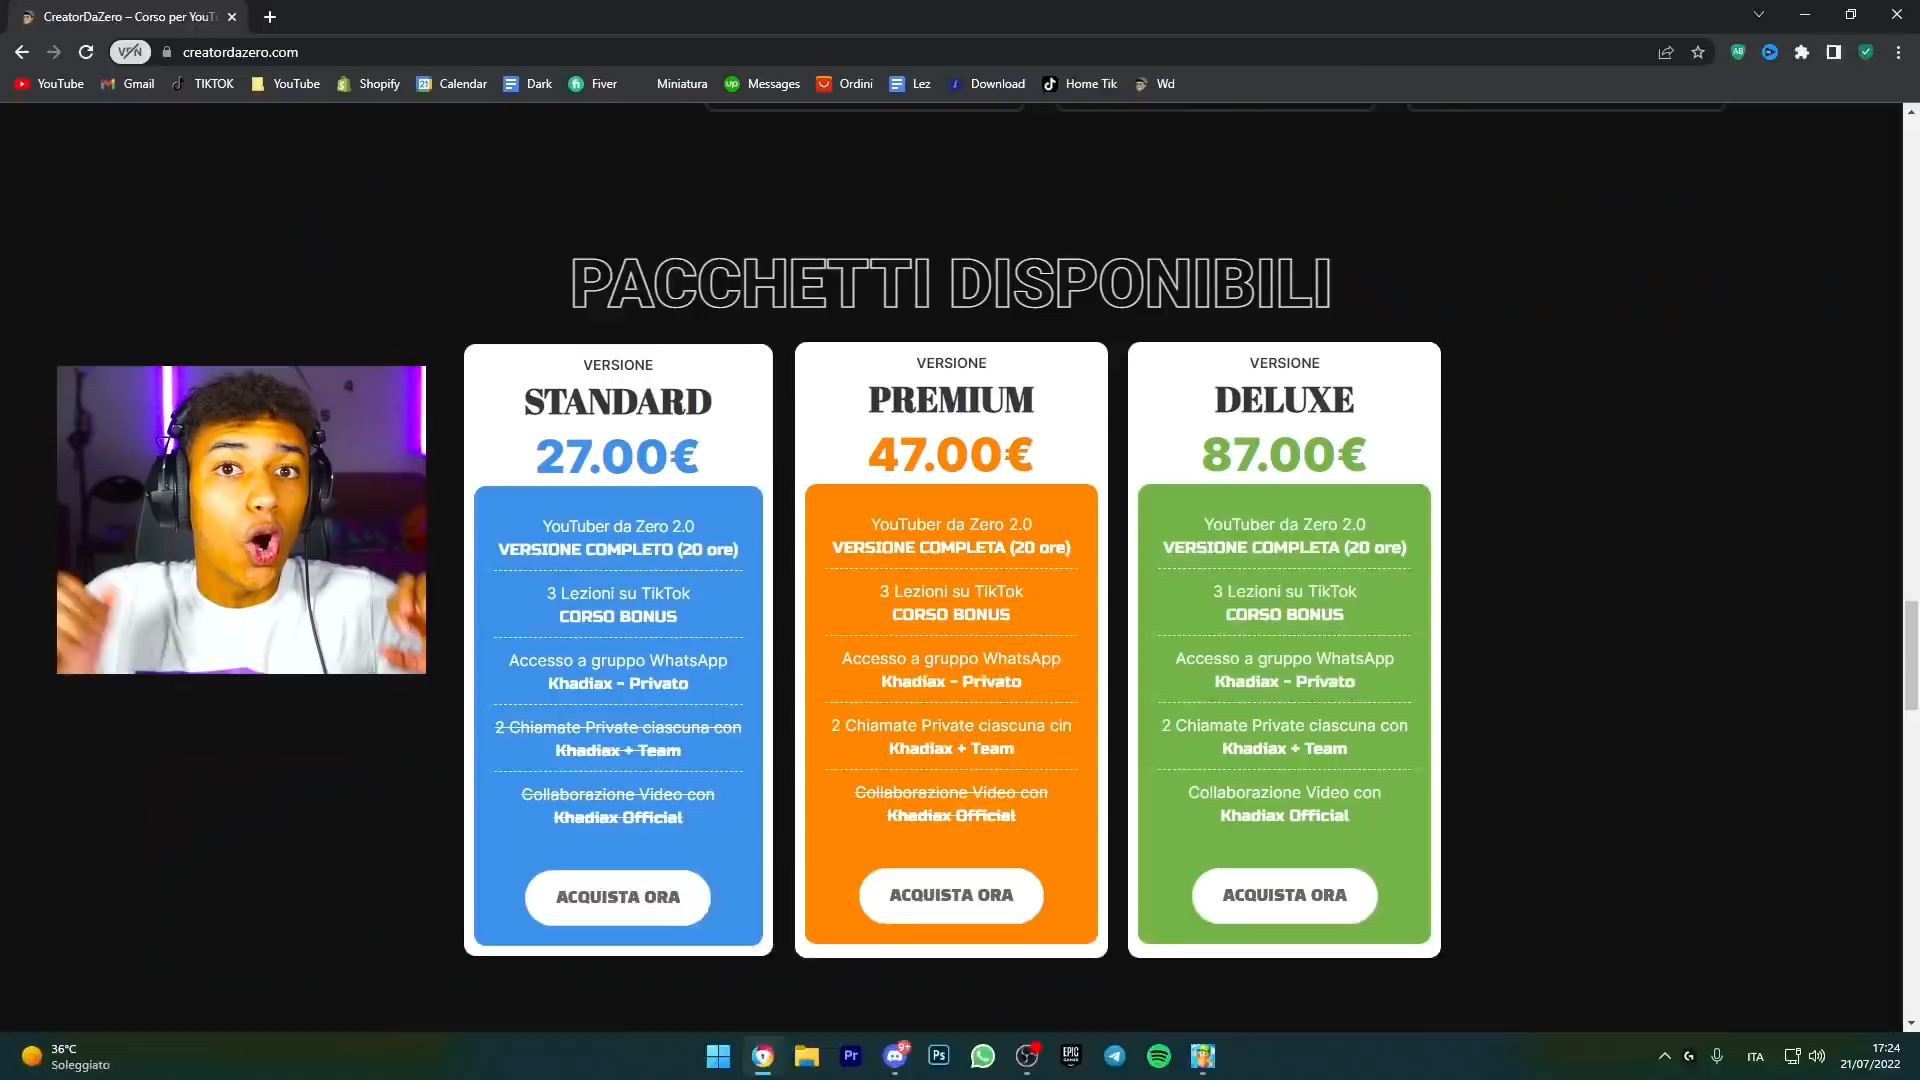 CreatorDaZero – Corso per YouT
VPN
creatordazero.com
YouTube
Gmail
TIKTOK
YouTube
Shopify
Calendar
Dark
Fiver
Miniatura
Messages
Ordini
Lez
Download
Home Tik
Wd
PACCHETTI DISPONIBILI
VERSIONE
STANDARD
27.00€
YouTuber da Zero 2.0
VERSIONE COMPLETO (20 ore)
3 Lezioni su TikTok
CORSO BONUS
Accesso a gruppo WhatsApp
Khadiax - Privato
2 Chiamate Private ciascuna con
Khadiax + Team
Collaborazione Video con
Khadiax Official
ACQUISTA ORA
VERSIONE
PREMIUM
47.00€
YouTuber da Zero 2.0
VERSIONE COMPLETA (20 ore)
3 Lezioni su TikTok
CORSO BONUS
Accesso a gruppo WhatsApp
Khadiax - Privato
2 Chiamate Private ciascuna cin
Khadiax + Team
Collaborazione Video con
Khadiax Official
ACQUISTA ORA
VERSIONE
DELUXE
87.00€
YouTuber da Zero 2.0
VERSIONE COMPLETA (20 ore)
3 Lezioni su TikTok
CORSO BONUS
Accesso a gruppo WhatsApp
Khadiax - Privato
2 Chiamate Private ciascuna con
Khadiax + Team
Collaborazione Video con
Khadiax Official
ACQUISTA ORA
36°C
Soleggiato
Pr
9+
Ps
EPIC
GAMES
ITA
17:24
21/07/2022